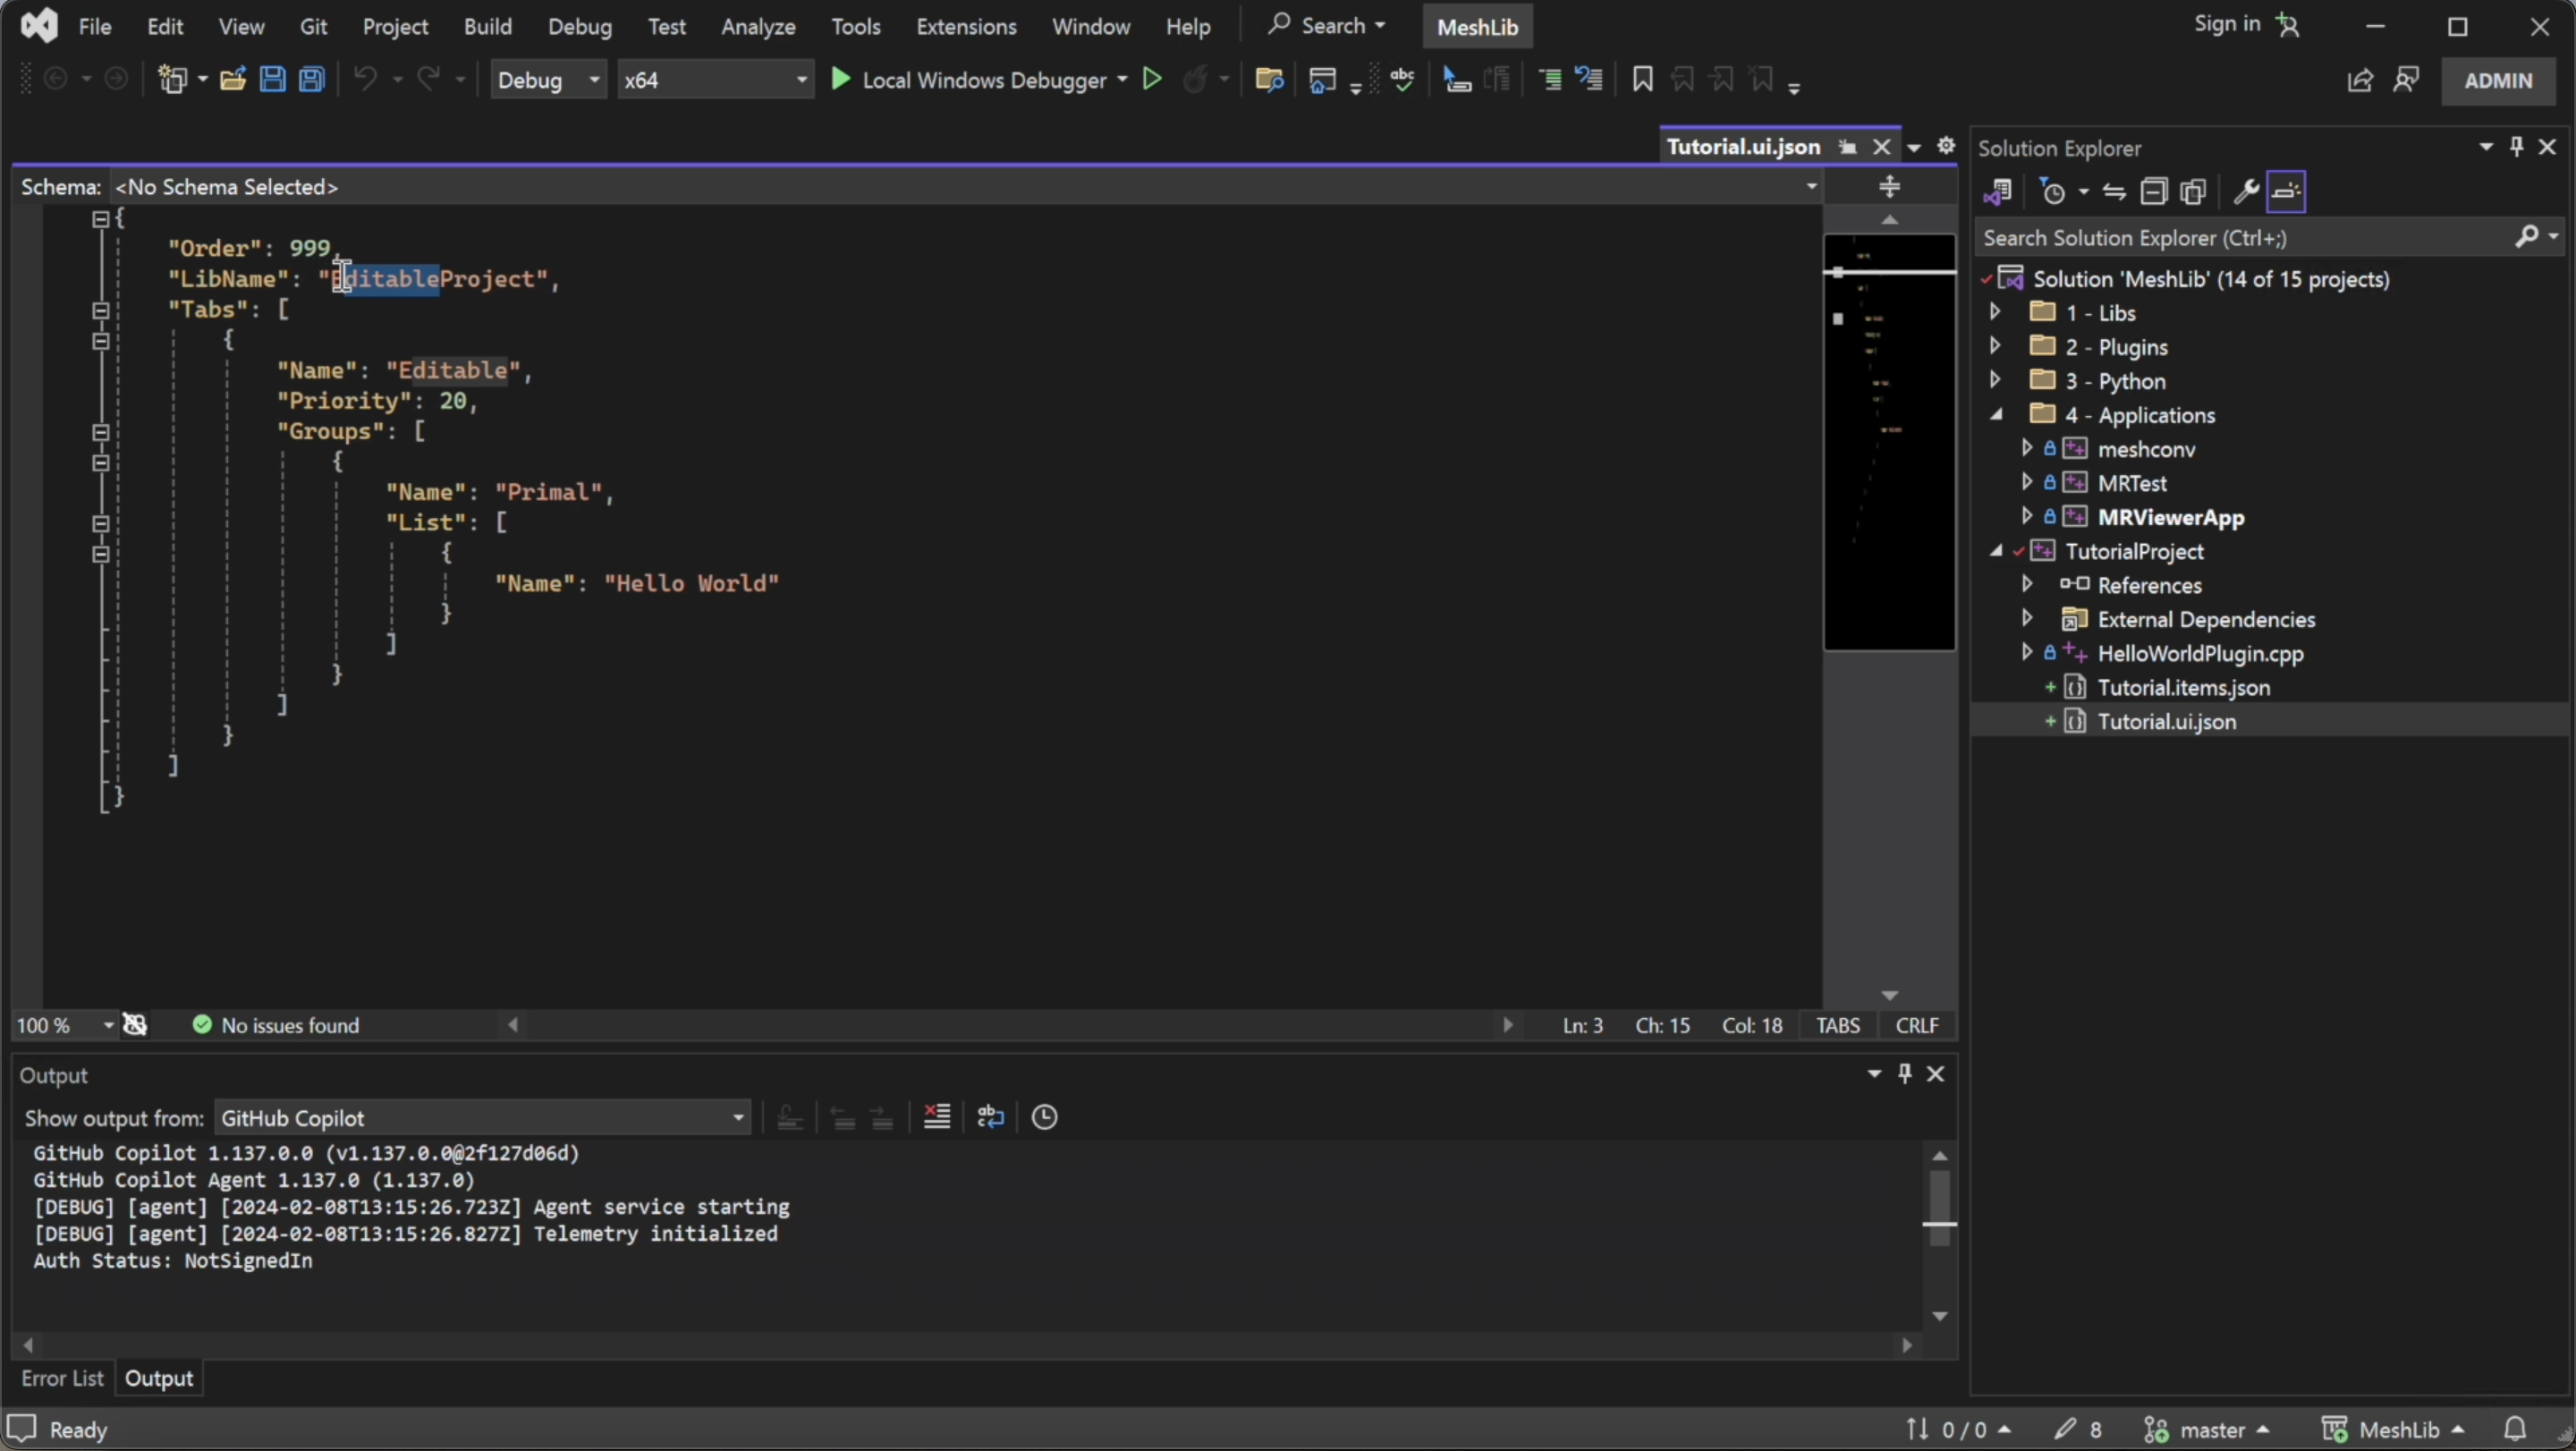 File Edit View Git Project Build Debug Test Analyze Tools Extensions Window Help Search MeshLib Sign in
Debug x64 Local Windows Debugger ADMIN
Tutorial.ui.json
Schema: <No Schema Selected>
{
"Order": 999,
"LibName": "EditableProject",
"Tabs": [
{
"Name": "Editable",
"Priority": 20,
"Groups": [
{
"Name": "Primal",
"List": [
{
"Name": "Hello World"
}
]
}
]
}
]
}
100 % No issues found Ln: 3 Ch: 15 Col: 18 TABS CRLF
Output
Show output from: GitHub Copilot
GitHub Copilot 1.137.0.0 (v1.137.0.0@2f127d06d)
GitHub Copilot Agent 1.137.0 (1.137.0)
[DEBUG] [agent] [2024-02-08T13:15:26.723Z] Agent service starting
[DEBUG] [agent] [2024-02-08T13:15:26.827Z] Telemetry initialized
Auth Status: NotSignedIn
Error List Output
Solution Explorer
Search Solution Explorer (Ctrl+;)
Solution 'MeshLib' (14 of 15 projects)
1 - Libs
2 - Plugins
3 - Python
4 - Applications
meshconv
MRTest
MRViewerApp
TutorialProject
References
External Dependencies
HelloWorldPlugin.cpp
Tutorial.items.json
Tutorial.ui.json
Ready 0 / 0 8 master MeshLib